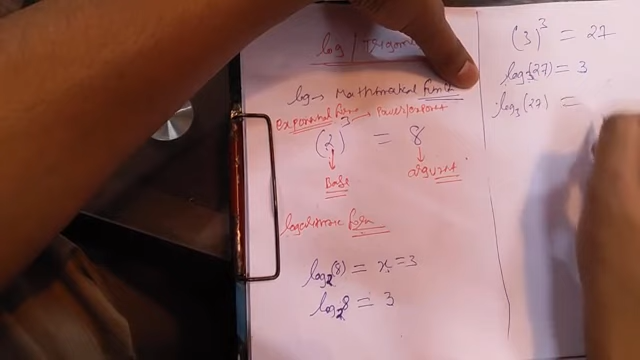 log / Trigono
log → Mathematical funct
Exponential form
3 → Power/exponent
(2) = 8
Base
argument
logarithmic form
log₂(8) = x = 3
log₂8 = 3
(3)³ = 27
log₃(27) = 3
log₃(27) =